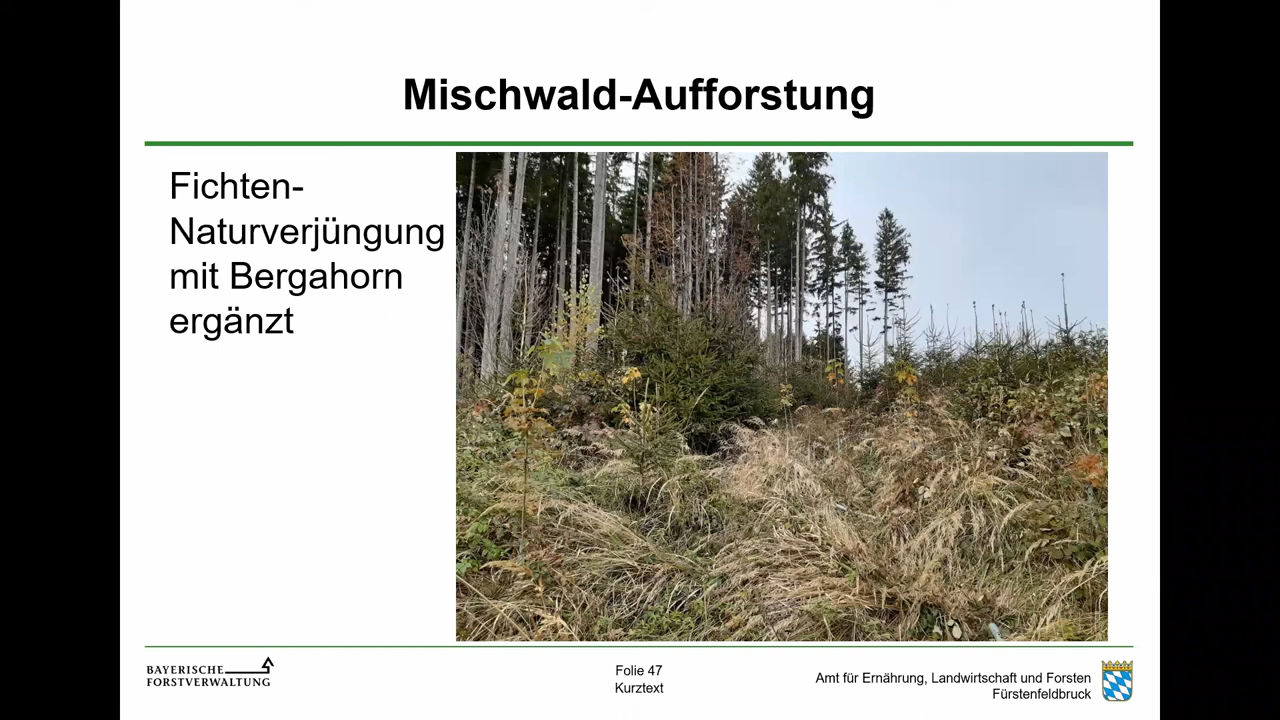 Mischwald-Aufforstung
Fichten-
Naturverjüngung
mit Bergahorn
ergänzt
BAYERISCHE
FORSTVERWALTUNG
Folie 47
Kurztext
Amt für Ernährung, Landwirtschaft und Forsten
Fürstenfeldbruck